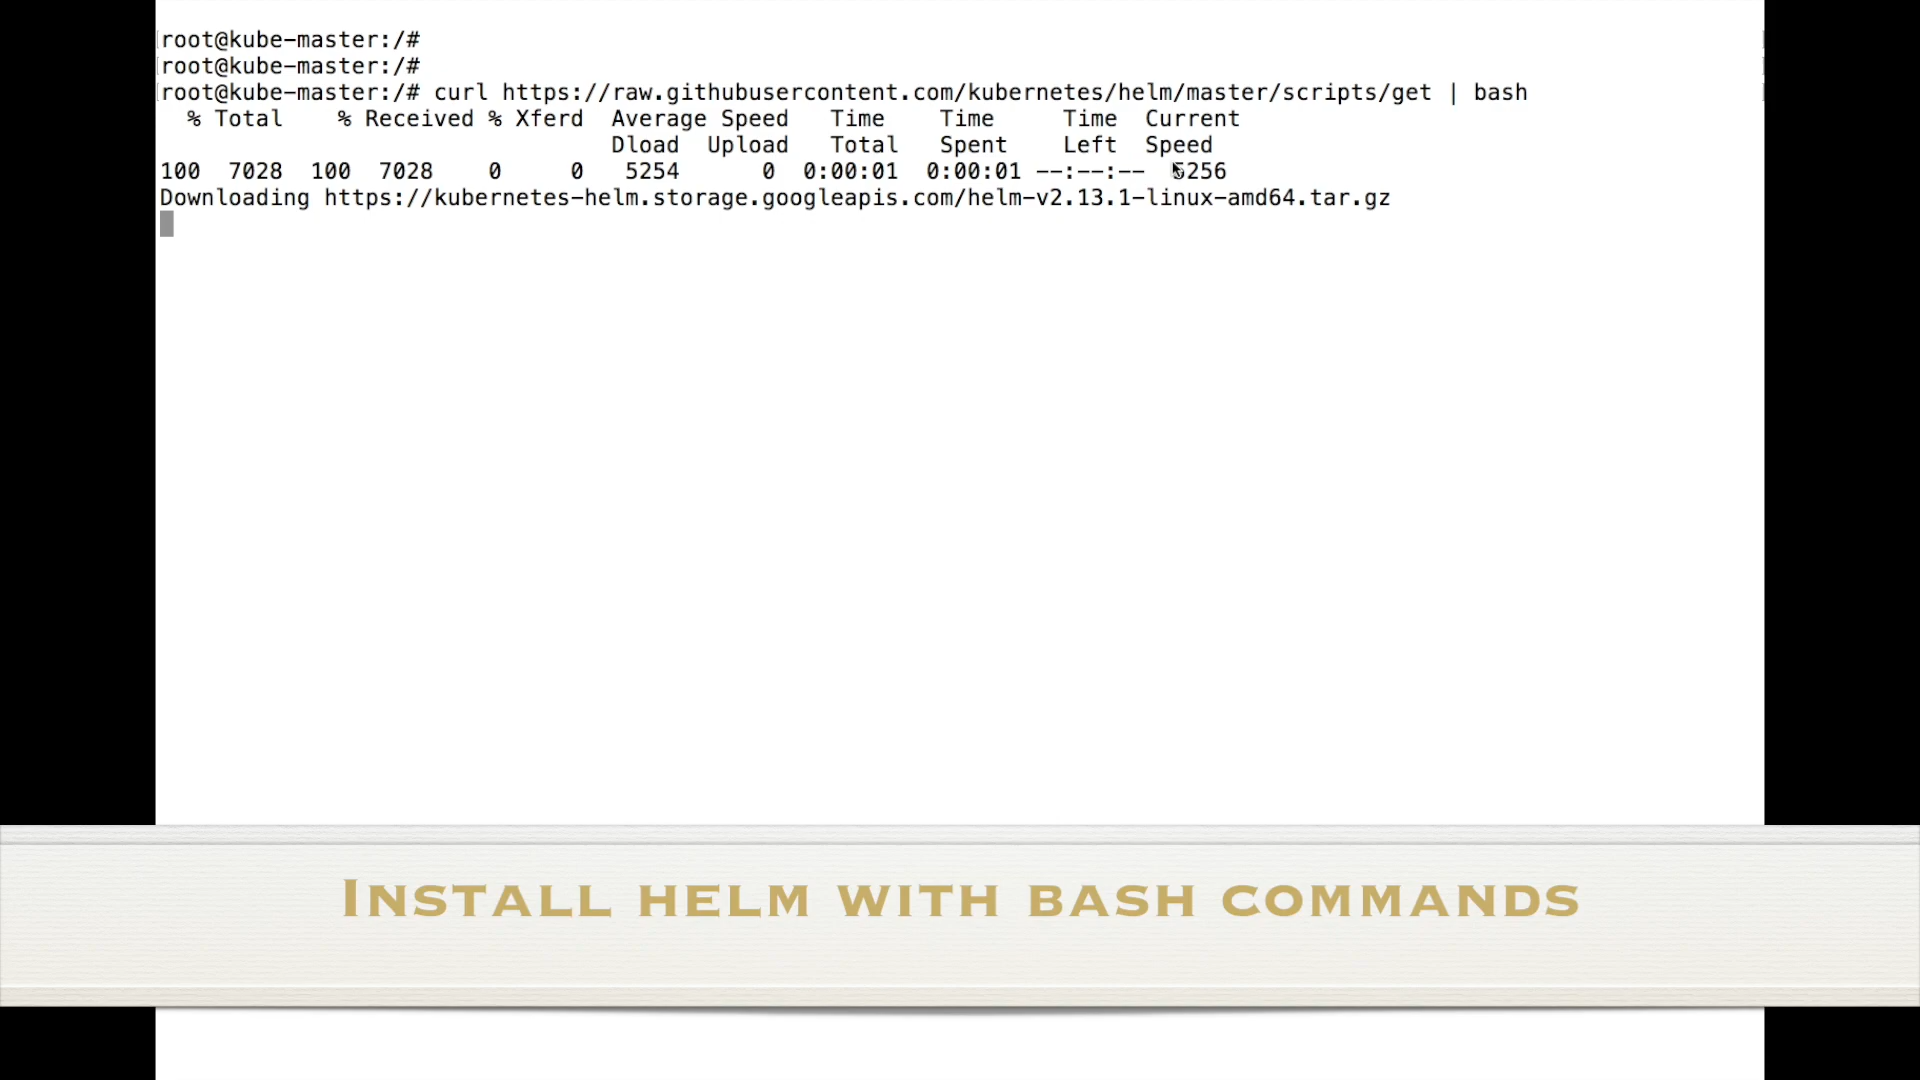 root@kube-master:/#
root@kube-master:/#
root@kube-master:/# curl https://raw.githubusercontent.com/kubernetes/helm/master/scripts/get | bash
% Total % Received % Xferd Average Speed Time Time Time Current
Dload Upload Total Spent Left Speed
100 7028 100 7028 0 0 5254 0 0:00:01 0:00:01 --:--:-- 5256
Downloading https://kubernetes-helm.storage.googleapis.com/helm-v2.13.1-linux-amd64.tar.gz
Install helm with bash commands